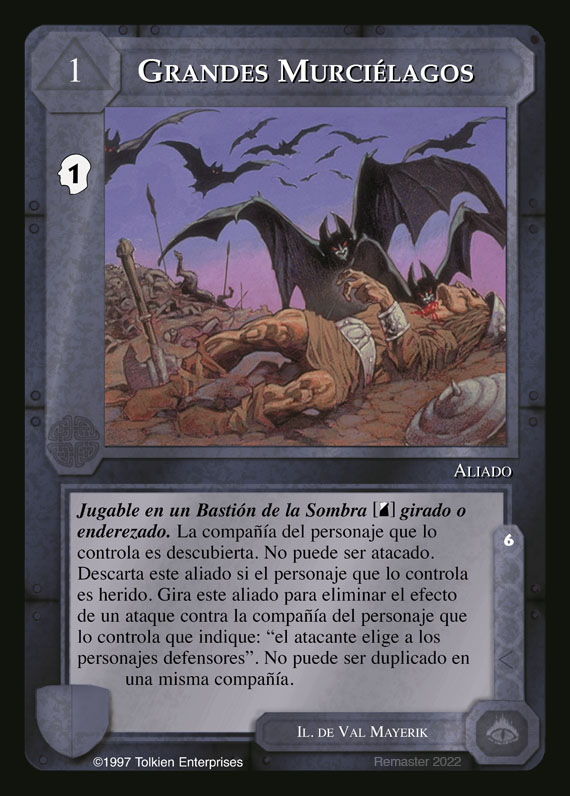 1
GRANDES MURCIÉLAGOS
1
ALIADO
Jugable en un Bastión de la Sombra [] girado o
enderezado. La compañía del personaje que lo
controla es descubierta. No puede ser atacado.
Descarta este aliado si el personaje que lo controla
es herido. Gira este aliado para eliminar el efecto
de un ataque contra la compañía del personaje que
lo controla que indique: “el atacante elige a los
personajes defensores”. No puede ser duplicado en
una misma compañía.
6
IL. DE VAL MAYERIK
©1997 Tolkien Enterprises
Remaster 2022